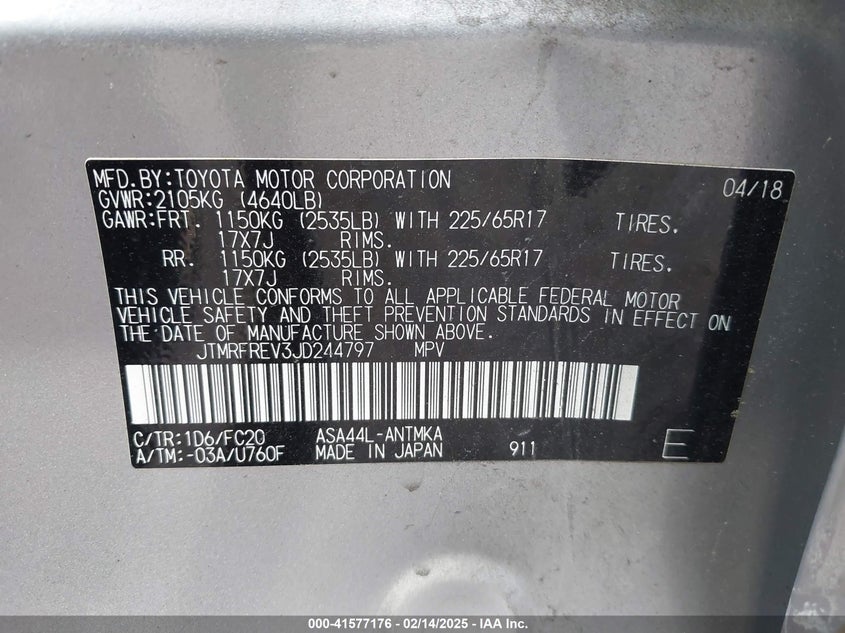 MFD.BY:TOYOTA MOTOR CORPORATION 04/18
GVWR:2105KG (4640LB)
GAWR:FRT. 1150KG (2535LB) WITH 225/65R17 TIRES.
17X7J RIMS.
RR. 1150KG (2535LB) WITH 225/65R17 TIRES.
17X7J RIMS.
THIS VEHICLE CONFORMS TO ALL APPLICABLE FEDERAL MOTOR
VEHICLE SAFETY AND THEFT PREVENTION STANDARDS IN EFFECT ON
THE DATE OF MANUFACTURE SHOWN ABOVE.
JTMRFREV3JD244797 MPV
C/TR:1D6/FC20 ASA44L-ANTMKA
A/TM:-03A/U760F MADE IN JAPAN 911 E
000-41577176 - 02/14/2025 - IAA Inc.